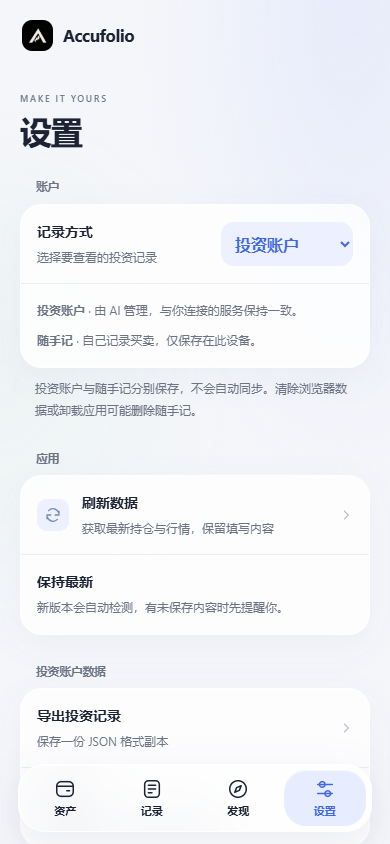 Accufolio
MAKE IT YOURS
设置
账户
记录方式
选择要查看的投资记录
投资账户
投资账户 · 由 AI 管理，与你连接的服务保持一致。
随手记 · 自己记录买卖，仅保存在此设备。
投资账户与随手记分别保存，不会自动同步。清除浏览器数
据或卸载应用可能删除随手记。
应用
刷新数据
获取最新持仓与行情，保留填写内容
保持最新
新版本会自动检测，有未保存内容时先提醒你。
投资账户数据
导出投资记录
保存一份 JSON 格式副本
资产
记录
发现
设置